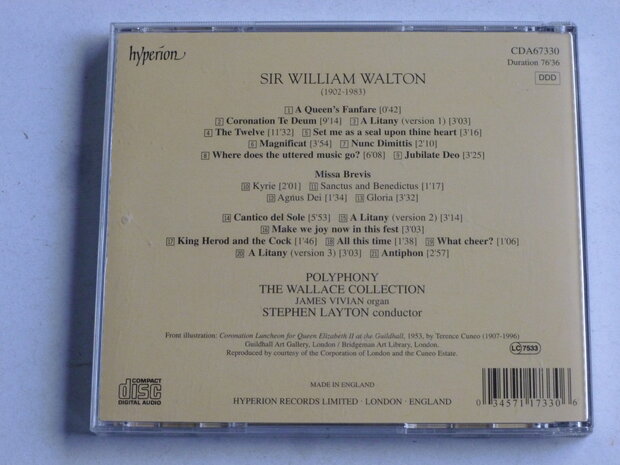 hyperion
CDA67330
Duration 76'36
DDD
SIR WILLIAM WALTON
(1902-1983)
1 A Queen's Fanfare [0'42]
2 Coronation Te Deum [9'14] 3 A Litany (version 1) [3'03]
4 The Twelve [11'32] 5 Set me as a seal upon thine heart [3'16]
6 Magnificat [3'54] 7 Nunc Dimittis [2'10]
8 Where does the uttered music go? [6'08] 9 Jubilate Deo [3'25]
Missa Brevis
10 Kyrie [2'01] 11 Sanctus and Benedictus [1'17]
12 Agnus Dei [1'34] 13 Gloria [3'32]
14 Cantico del Sole [5'53] 15 A Litany (version 2) [3'14]
16 Make we joy now in this fest [3'03]
17 King Herod and the Cock [1'46] 18 All this time [1'38] 19 What cheer? [1'06]
20 A Litany (version 3) [3'03] 21 Antiphon [2'57]
POLYPHONY
THE WALLACE COLLECTION
JAMES VIVIAN organ
STEPHEN LAYTON conductor
Front illustration: Coronation Luncheon for Queen Elizabeth II at the Guildhall, 1953, by Terence Cuneo (1907-1996)
Guildhall Art Gallery, London / Bridgeman Art Library, London.
Reproduced by courtesy of the Corporation of London and the Cuneo Estate.
LC 7533
COMPACT
disc
DIGITAL AUDIO
MADE IN ENGLAND
HYPERION RECORDS LIMITED · LONDON · ENGLAND
0 34571 17330 6